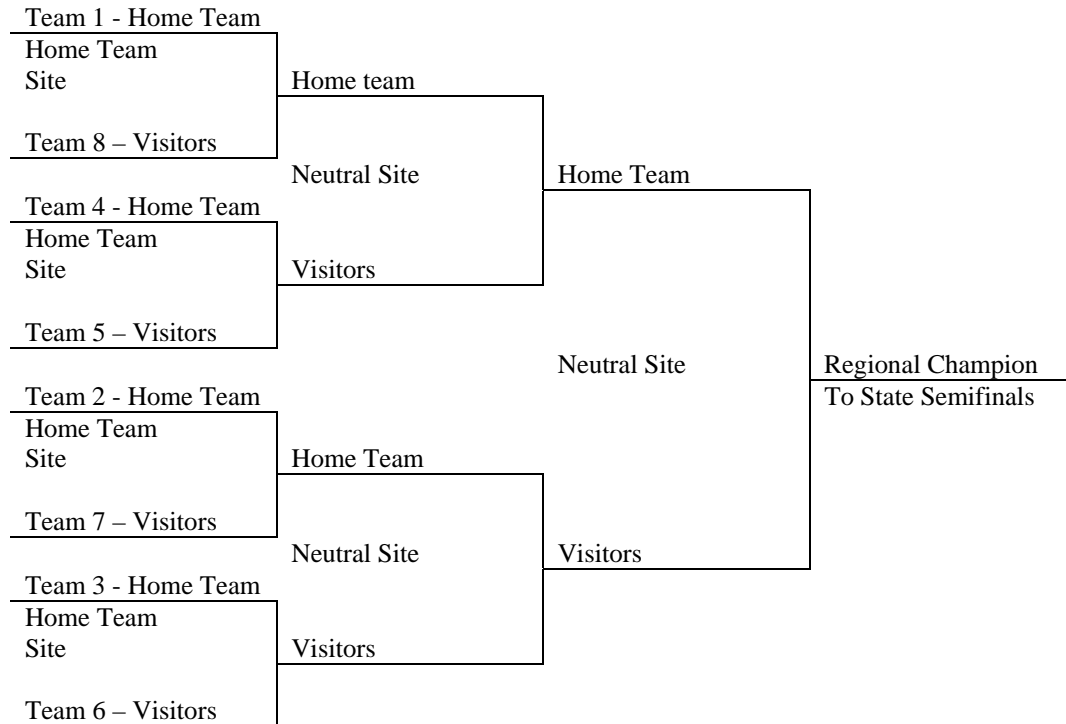 Team 1 - Home Team
Home Team
Site
Home team
Team 8 – Visitors
Neutral Site
Home Team
Team 4 - Home Team
Home Team
Site
Visitors
Team 5 – Visitors
Neutral Site
Regional Champion
To State Semifinals
Team 2 - Home Team
Home Team
Site
Home Team
Team 7 – Visitors
Neutral Site
Visitors
Team 3 - Home Team
Home Team
Site
Visitors
Team 6 – Visitors